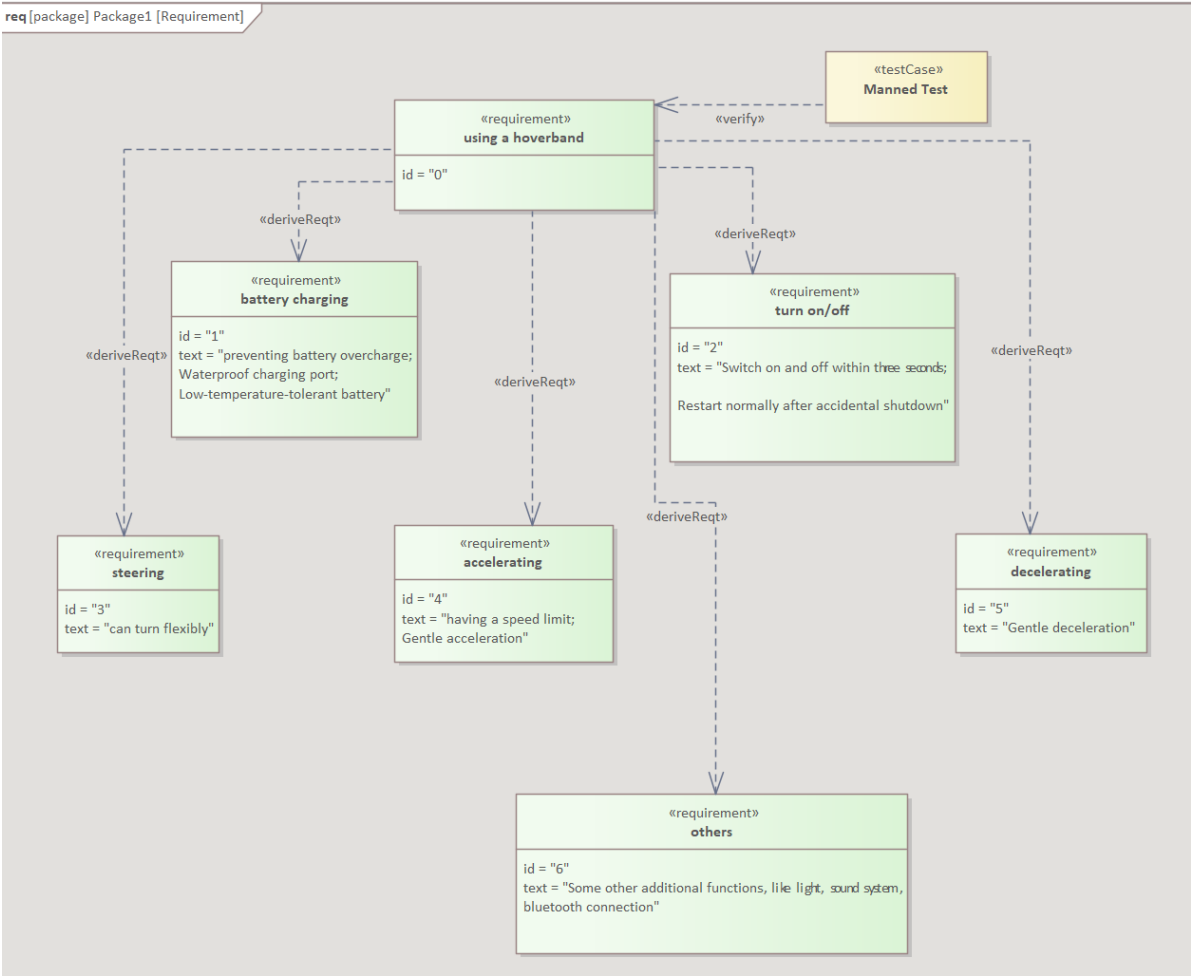 req [package] Package1 [Requirement]
«testCase»
Manned Test
«verify»
«requirement»
using a hoverband
id = "0"
«deriveReqt»
«deriveReqt»
«requirement»
battery charging
id = "1"
text = "preventing battery overcharge;
Waterproof charging port;
Low-temperature-tolerant battery"
«requirement»
turn on/off
id = "2"
text = "Switch on and off within three seconds;
Restart normally after accidental shutdown"
«deriveReqt»
«deriveReqt»
«deriveReqt»
«deriveReqt»
«requirement»
steering
id = "3"
text = "can turn flexibly"
«requirement»
accelerating
id = "4"
text = "having a speed limit;
Gentle acceleration"
«requirement»
decelerating
id = "5"
text = "Gentle deceleration"
«requirement»
others
id = "6"
text = "Some other additional functions, like light, sound system,
bluetooth connection"